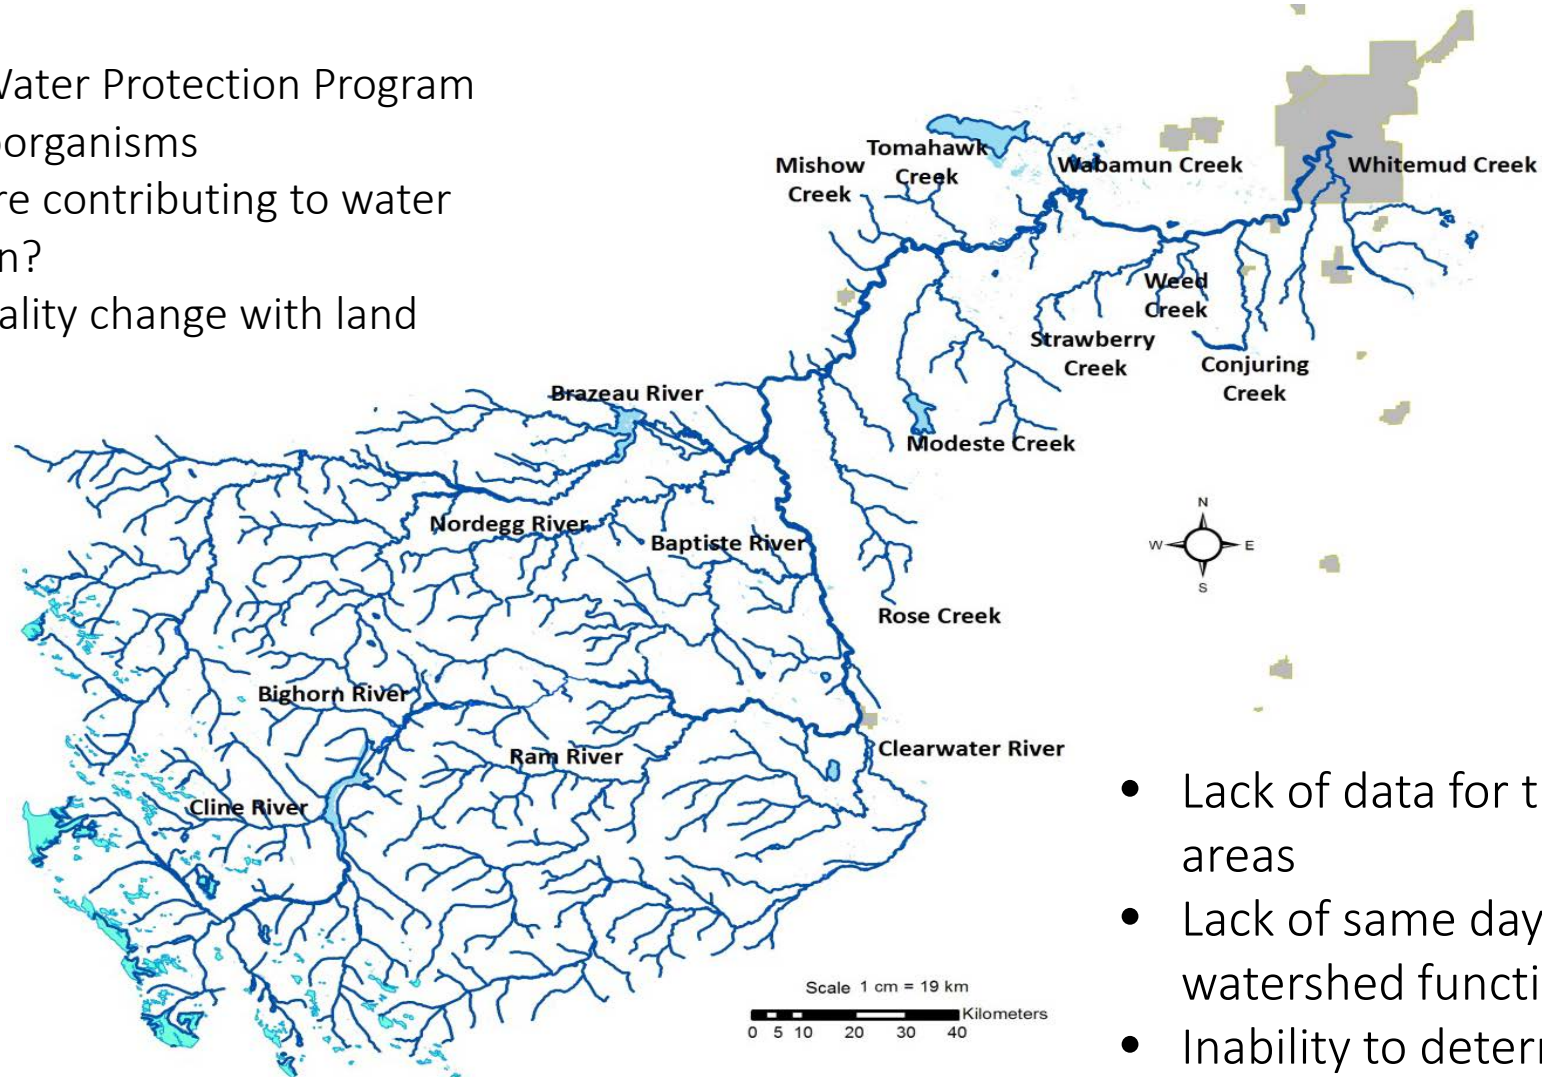 Water Protection Program
organisms
re contributing to water
n?
ality change with land
Tomahawk
Creek
Mishow
Creek
Wabamun Creek
Whitemud Creek
Weed
Creek
Strawberry
Creek
Conjuring
Creek
Brazeau River
Modeste Creek
Nordegg River
Baptiste River
N
W
E
S
Rose Creek
Bighorn River
Ram River
Clearwater River
Cline River
• Lack of data for t
areas
• Lack of same day
watershed functi
• Inability to deter
Scale 1 cm = 19 km
Kilometers
0 5 10 20 30 40